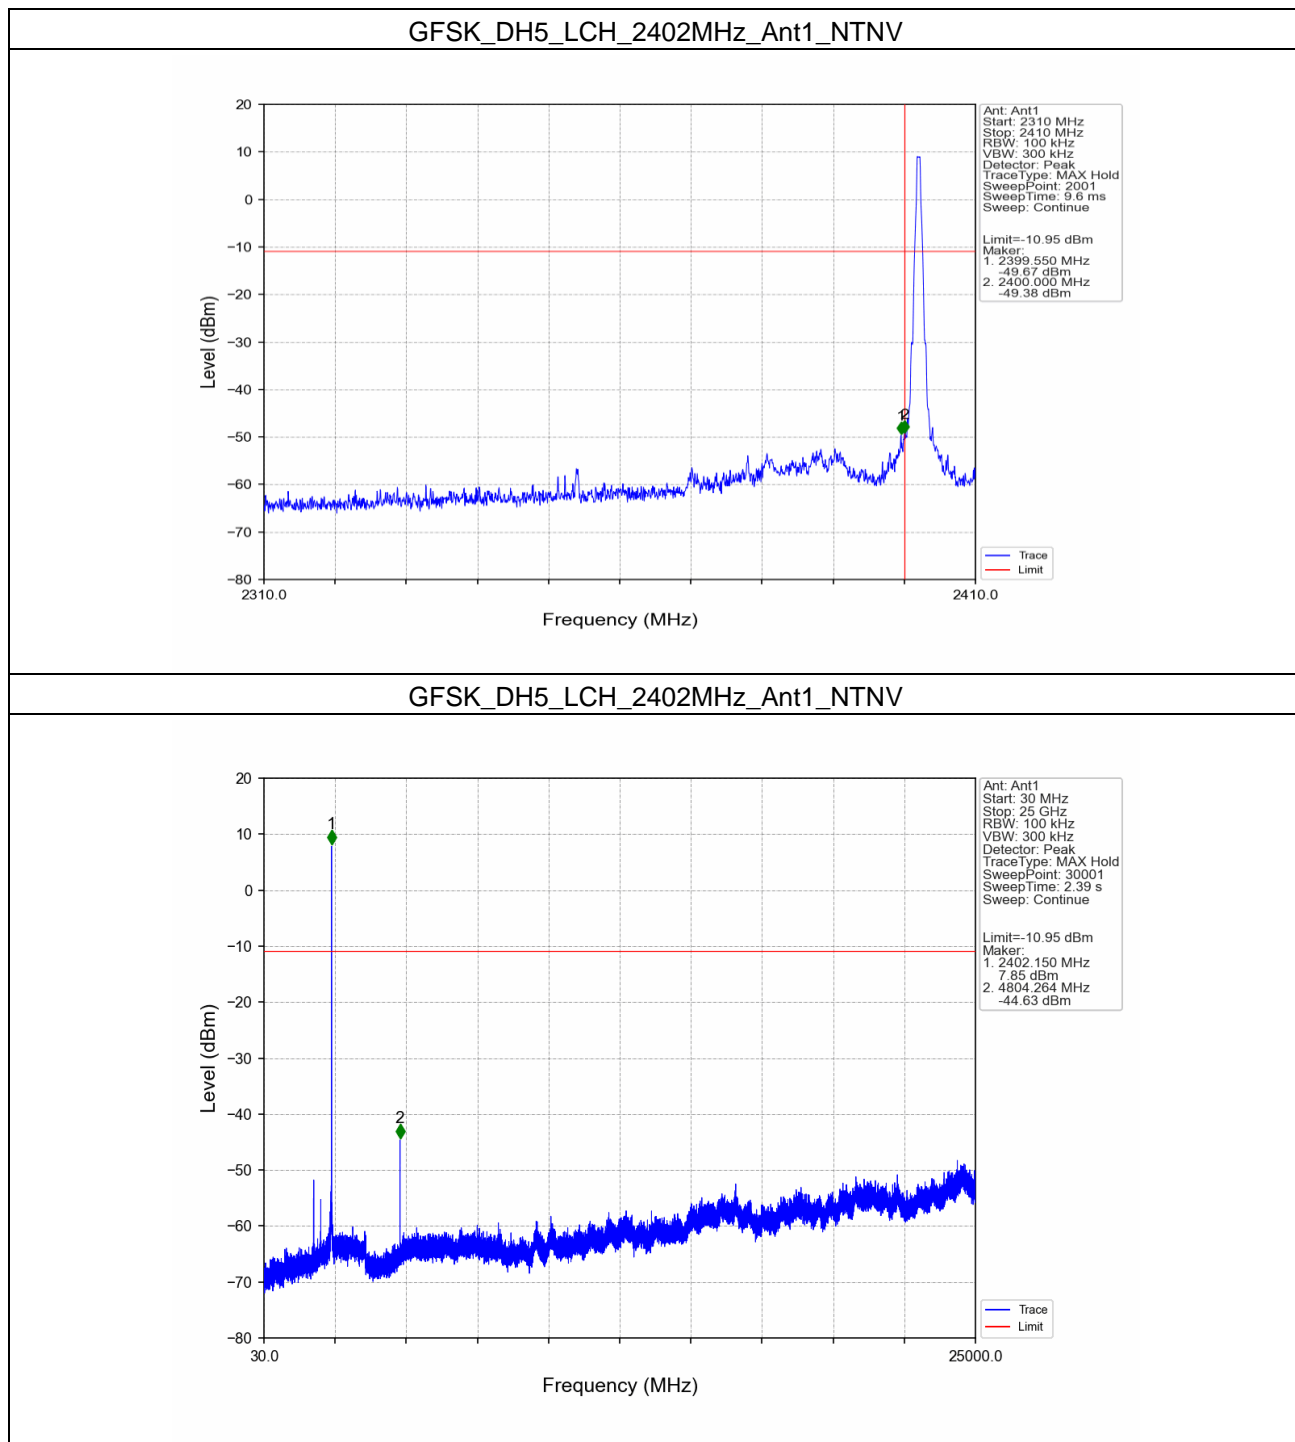 GFSK_DH5_LCH_2402MHz_Ant1_NTNV
20
10
0
−10
−20
−30
−40
−50
−60
−70
−80
Level (dBm)
1
2
2310.0
2410.0
Frequency (MHz)
Ant: Ant1
Start: 2310 MHz
Stop: 2410 MHz
RBW: 100 kHz
VBW: 300 kHz
Detector: Peak
TraceType: MAX Hold
SweepPoint: 2001
SweepTime: 9.6 ms
Sweep: Continue
Limit=-10.95 dBm
Maker:
1. 2399.550 MHz
-49.67 dBm
2. 2400.000 MHz
-49.38 dBm
Trace
Limit
GFSK_DH5_LCH_2402MHz_Ant1_NTNV
20
10
0
−10
−20
−30
−40
−50
−60
−70
−80
Level (dBm)
1
2
30.0
25000.0
Frequency (MHz)
Ant: Ant1
Start: 30 MHz
Stop: 25 GHz
RBW: 100 kHz
VBW: 300 kHz
Detector: Peak
TraceType: MAX Hold
SweepPoint: 30001
SweepTime: 2.39 s
Sweep: Continue
Limit=-10.95 dBm
Maker:
1. 2402.150 MHz
7.85 dBm
2. 4804.264 MHz
-44.63 dBm
Trace
Limit